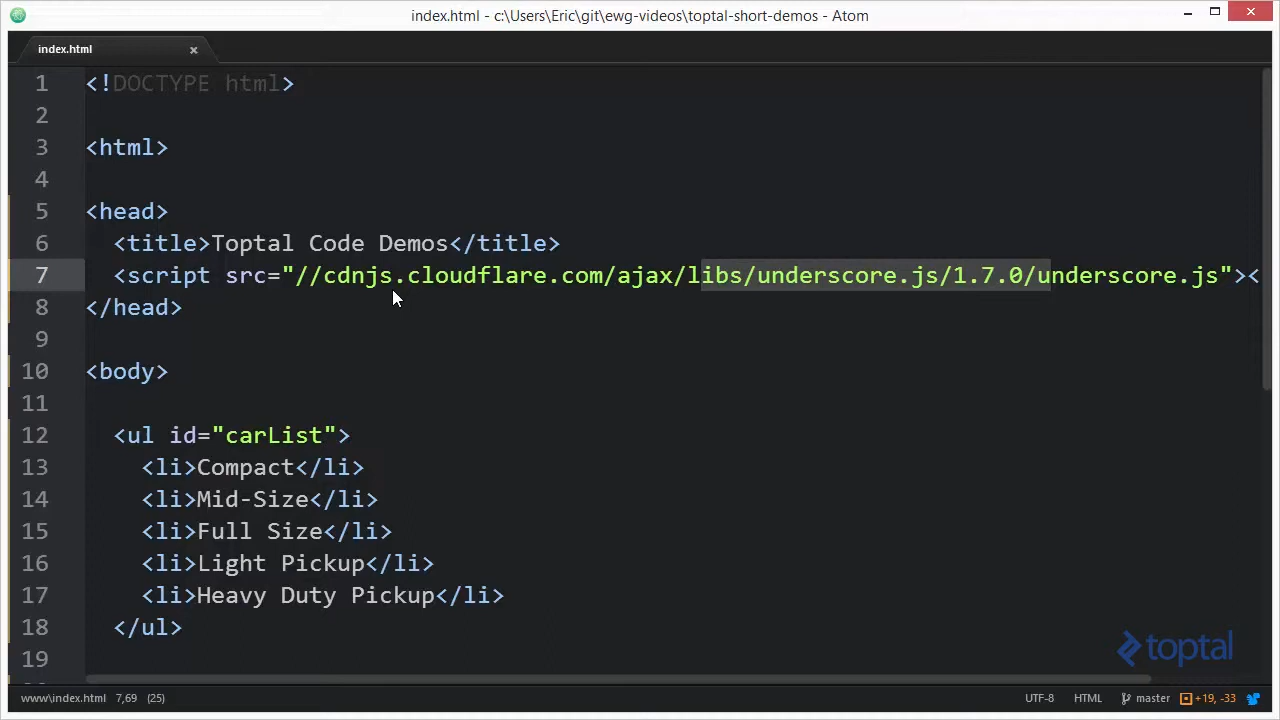 index.html - c:\Users\Eric\git\ewg-videos\toptal-short-demos - Atom
index.html
1 <!DOCTYPE html>
2
3 <html>
4
5 <head>
6 <title>Toptal Code Demos</title>
7 <script src="//cdnjs.cloudflare.com/ajax/libs/underscore.js/1.7.0/underscore.js"><
8 </head>
9
10 <body>
11
12 <ul id="carList">
13 <li>Compact</li>
14 <li>Mid-Size</li>
15 <li>Full Size</li>
16 <li>Light Pickup</li>
17 <li>Heavy Duty Pickup</li>
18 </ul>
19
toptal
www\index.html 7,69 (25) UTF-8 HTML master +19, -33